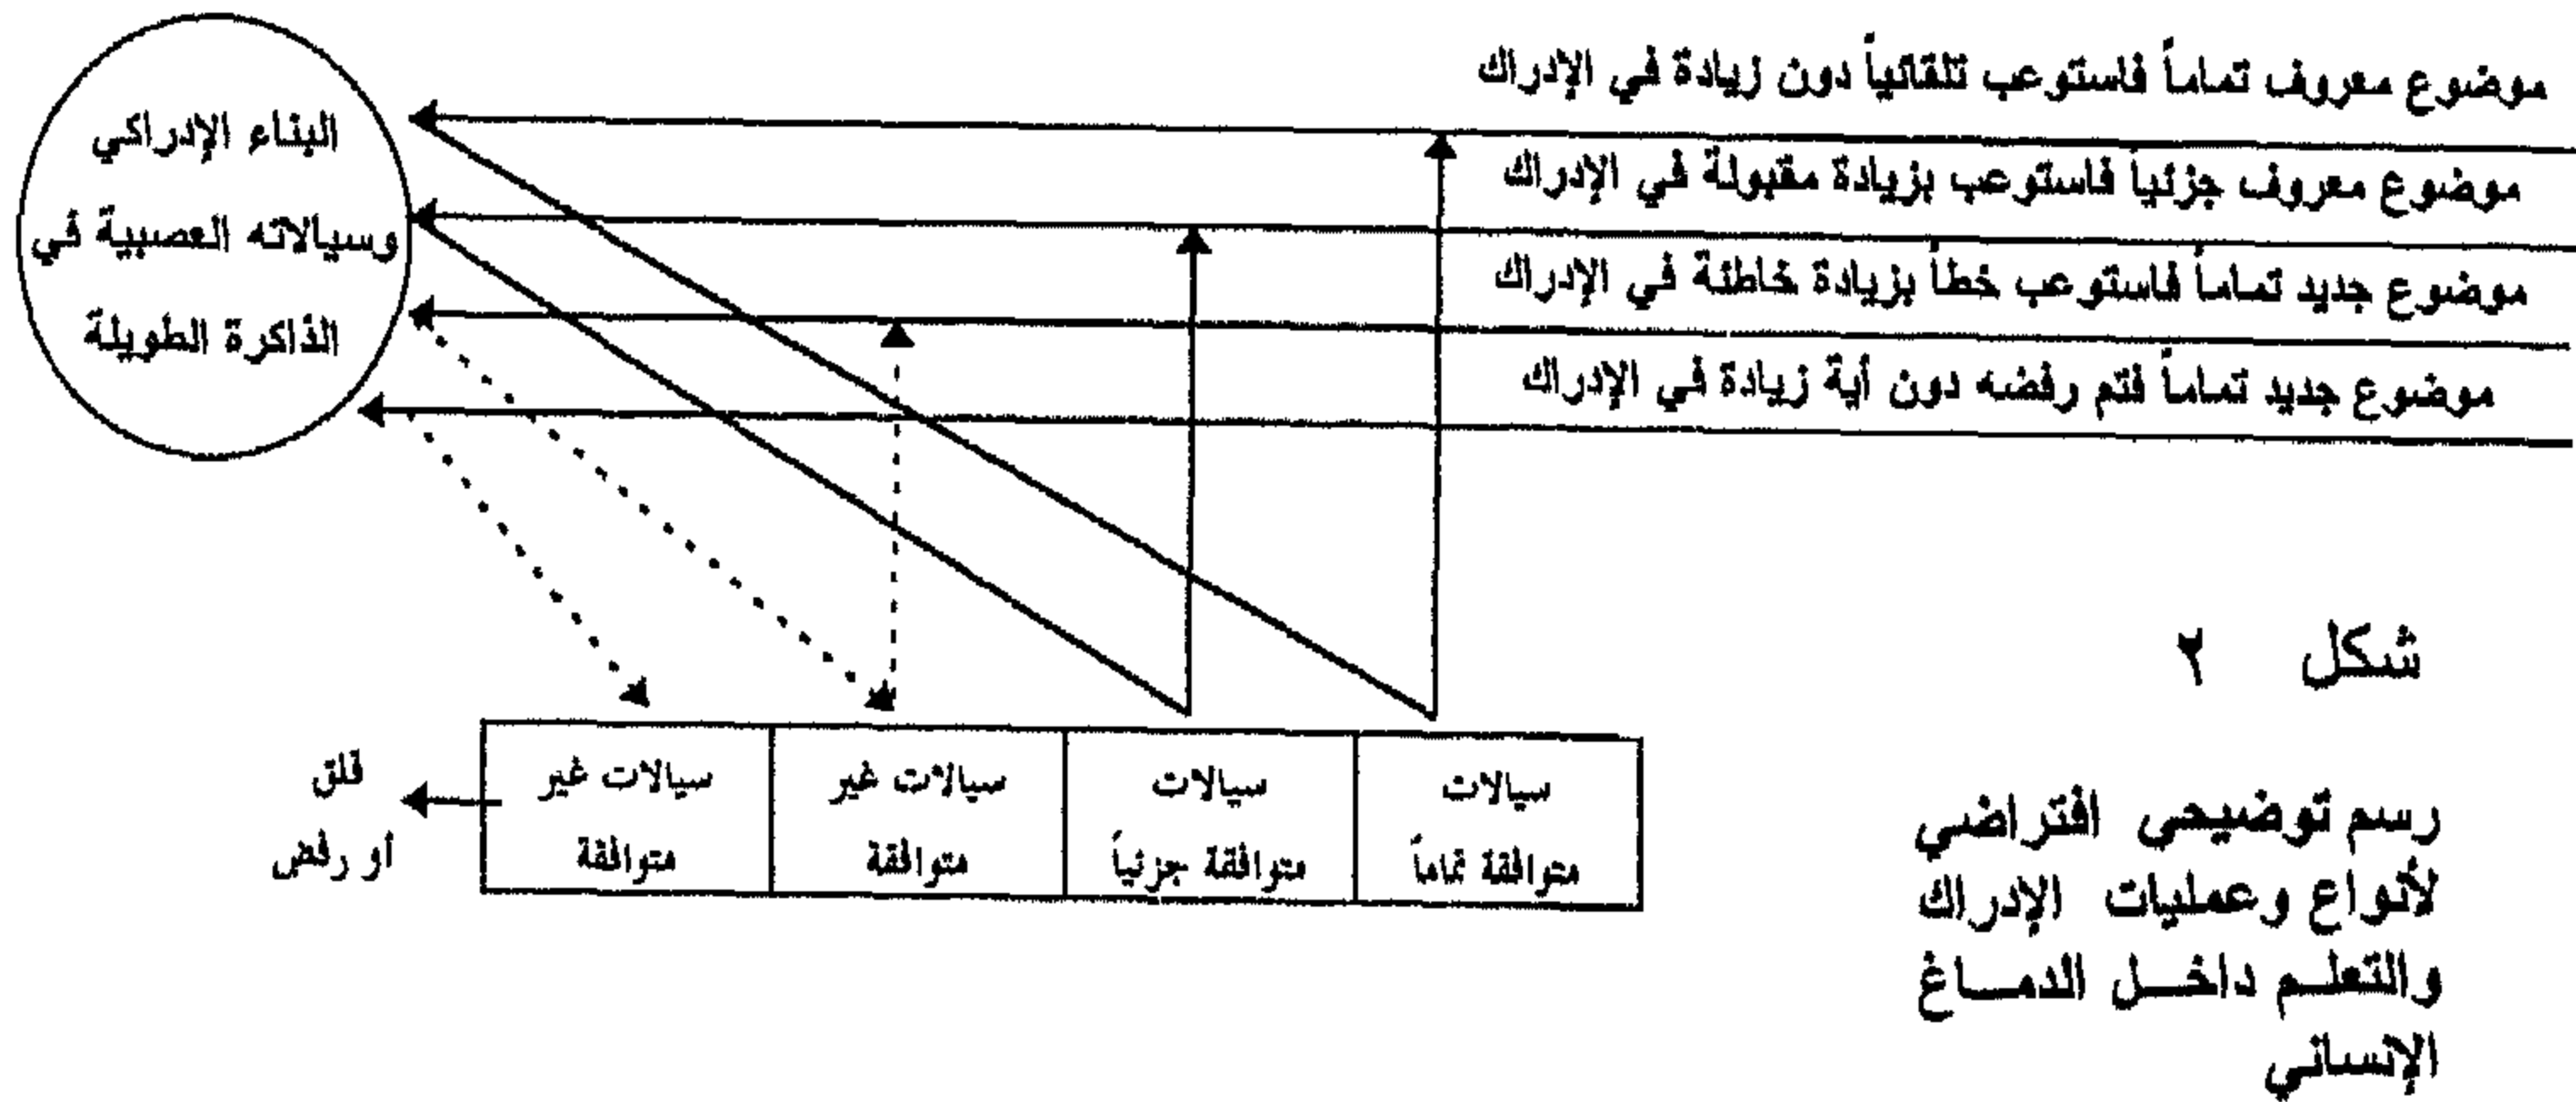 موضوع معروف تماماً فاستوعب تلقائياً دون زيادة في الإدراك
موضوع معروف جزئياً فاستوعب بزيادة مقبولة في الإدراك
موضوع جديد تماماً فاستوعب خطأ بزيادة خاطئة في الإدراك
موضوع جديد تماماً فتم رفضه دون أية زيادة في الإدراك
البناء الإدراكي
وسيالاته العصبية في
الذاكرة الطويلة
سيالات
متوافقة تماماً
سيالات
متوافقة جزئياً
سيالات غير
متوافقة
سيالات غير
متوافقة
قلق
أو رفض
شكل ٢
رسم توضيحي افتراضي
لأنواع وعمليات الإدراك
والتعلم داخل الدماغ
الإنساني